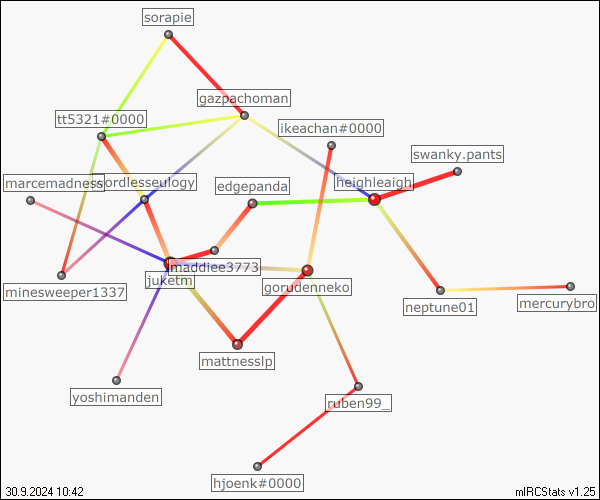 sorapie
gazpachoman
tt5321#0000
ikeachan#0000
swanky.pants
marcemadness
wordlesseulogy
edgepanda
heighleaigh
maddiee3773
juketm
gorudenneko
minesweeper1337
neptune01
mercurybro
mattnesslp
yoshimanden
ruben99_
hjoenk#0000
30.9.2024 10:42
mIRCStats v1.25